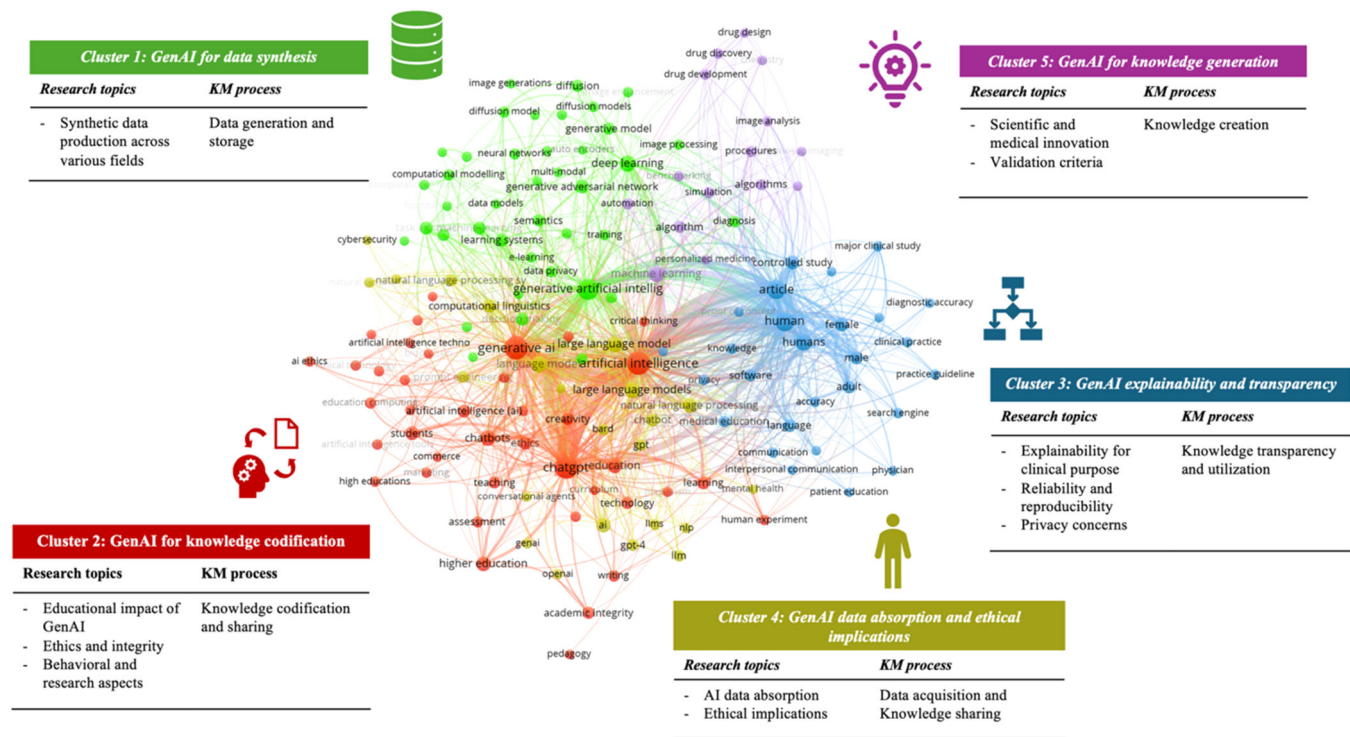 Cluster 1: GenAI for data synthesis
Research topics KM process
- Synthetic data production across various fields
Data generation and storage
Cluster 5: GenAI for knowledge generation
Research topics KM process
- Scientific and medical innovation
- Validation criteria
Knowledge creation
drug design
drug discovery
chemistry
drug development
image generations
diffusion
diffusion model
diffusion models
generative model
image analysis
image processing
procedures
neural networks
auto encoders
deep learning
computational modelling
multi-modal
benchmarking
generative adversarial network
simulation
algorithms
data models
automation
semantics
algorithm
diagnosis
training
cybersecurity
learning systems
major clinical study
e-learning
personalized medicine
controlled study
data privacy
machine learning
natural language processing sy
generative artificial intellig
article
computational linguistics
diagnostic accuracy
critical thinking
human
female
artificial intelligence techno
generative ai
large language model
knowledge
humans
clinical practice
ai ethics
language model
artificial intelligence
male
privacy
software
practice guideline
prompt engineering
large language models
adult
education computing
natural language processing
accuracy
search engine
artificial intelligence (ai)
creativity
chatbot
medical education
language
students
chatbots
ethics
bard
gpt
artificial intelligence tools
commerce
communication
marketing
chatgpt
education
interpersonal communication
physician
high educations
teaching
curriculum
learning
mental health
patient education
conversational agents
technology
assessment
ai
llms
nlp
human experiment
genai
gpt-4
llm
higher education
openai
writing
academic integrity
pedagogy
Cluster 3: GenAI explainability and transparency
Research topics KM process
- Explainability for clinical purpose
- Reliability and reproducibility
- Privacy concerns
Knowledge transparency and utilization
Cluster 2: GenAI for knowledge codification
Research topics KM process
- Educational impact of GenAI
- Ethics and integrity
- Behavioral and research aspects
Knowledge codification and sharing
Cluster 4: GenAI data absorption and ethical
implications
Research topics KM process
- AI data absorption
- Ethical implications
Data acquisition and Knowledge sharing